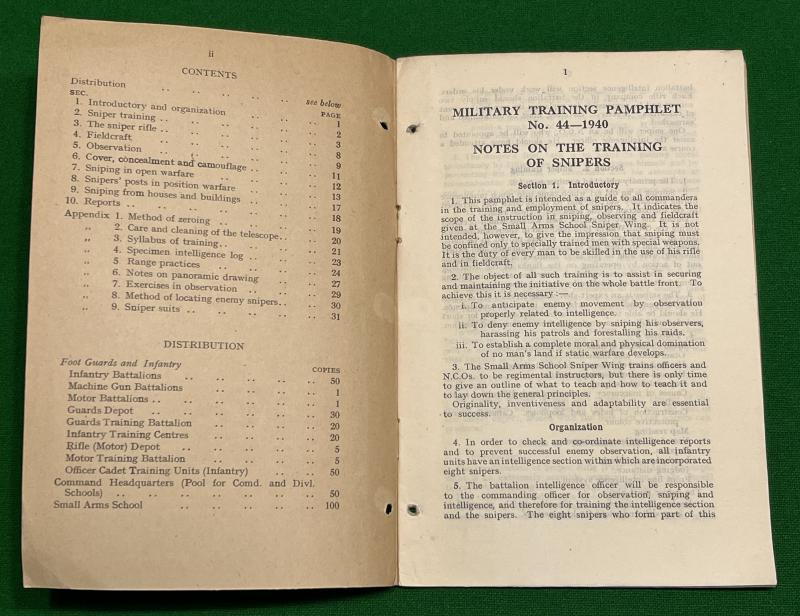 ii
CONTENTS
Distribution .. .. .. .. .. .. see below
SEC. PAGE
1. Introductory and organization .. .. .. .. 1
2. Sniper training .. .. .. .. .. .. 2
3. The sniper rifle .. .. .. .. .. .. 3
4. Fieldcraft .. .. .. .. .. .. 8
5. Observation .. .. .. .. .. .. 9
6. Cover, concealment and camouflage .. .. .. 11
7. Sniping in open warfare .. .. .. .. 12
8. Snipers' posts in position warfare .. .. .. 13
9. Sniping from houses and buildings .. .. .. 17
10. Reports .. .. .. .. .. .. 18
Appendix 1. Method of zeroing .. .. .. .. 19
„ 2. Care and cleaning of the telescope .. .. 20
„ 3. Syllabus of training .. .. .. .. 21
„ 4. Specimen intelligence log .. .. .. 23
„ 5 Range practices .. .. .. .. 24
„ 6. Notes on panoramic drawing .. .. 27
„ 7. Exercises in observation .. .. .. 29
„ 8. Method of locating enemy snipers .. .. 30
„ 9. Sniper suits .. .. .. .. .. 31
DISTRIBUTION
Foot Guards and Infantry COPIES
Infantry Battalions .. .. .. .. 50
Machine Gun Battalions .. .. .. 1
Motor Battalions .. .. .. .. 1
Guards Depot .. .. .. .. 30
Guards Training Battalion .. .. .. 20
Infantry Training Centres .. .. .. 20
Rifle (Motor) Depot .. .. .. .. 5
Motor Training Battalion .. .. .. 5
Officer Cadet Training Units (Infantry) .. .. 50
Command Headquarters (Pool for Comd. and Divl.
Schools) .. .. .. .. .. 50
Small Arms School .. .. .. .. 100
1
MILITARY TRAINING PAMPHLET
No. 44—1940
NOTES ON THE TRAINING
OF SNIPERS
Section 1. Introductory
1. This pamphlet is intended as a guide to all commanders
in the training and employment of snipers. It indicates the
scope of the instruction in sniping, observing and fieldcraft
given at the Small Arms School Sniper Wing. It is not
intended, however, to give the impression that sniping must
be confined only to specially trained men with special weapons.
It is the duty of every man to be skilled in the use of his rifle
and in fieldcraft.
2. The object of all such training is to assist in securing
and maintaining the initiative on the whole battle front. To
achieve this it is necessary :—
i. To anticipate enemy movement by observation
properly related to intelligence.
ii. To deny enemy intelligence by sniping his observers,
harassing his patrols and forestalling his raids.
iii. To establish a complete moral and physical domination
of no man's land if static warfare develops.
3. The Small Arms School Sniper Wing trains officers and
N.C.Os. to be regimental instructors, but there is only time
to give an outline of what to teach and how to teach it and
to lay down the general principles.
Originality, inventiveness and adaptability are essential
to success.
Organization
4. In order to check and co-ordinate intelligence reports
and to prevent successful enemy observation, all infantry
units have an intelligence section within which are incorporated
eight snipers.
5. The battalion intelligence officer will be responsible
to the commanding officer for observation, sniping and
intelligence, and therefore for training the intelligence section
and the snipers. The eight snipers who form part of this